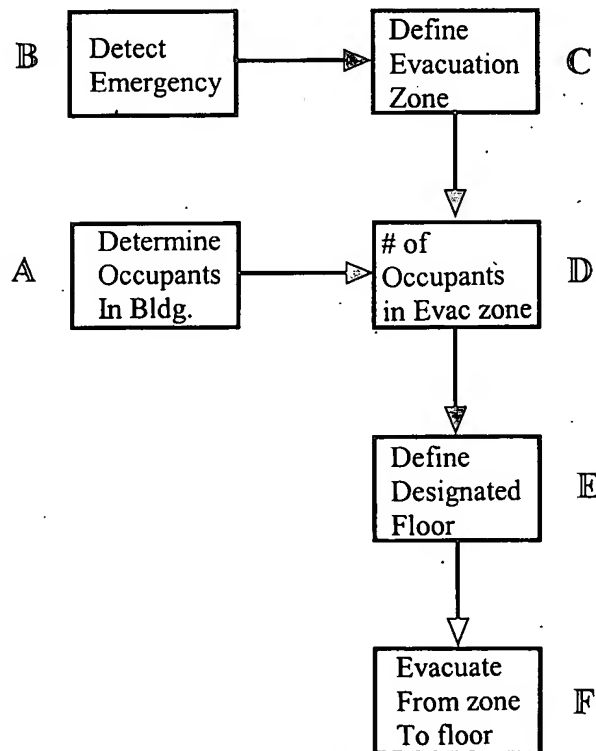 B
Detect
Emergency
Define
Evacuation
Zone
C
A
Determine
Occupants
In Bldg.
# of
Occupants
in Evac zone
D
Define
Designated
Floor
E
Evacuate
From zone
To floor
F